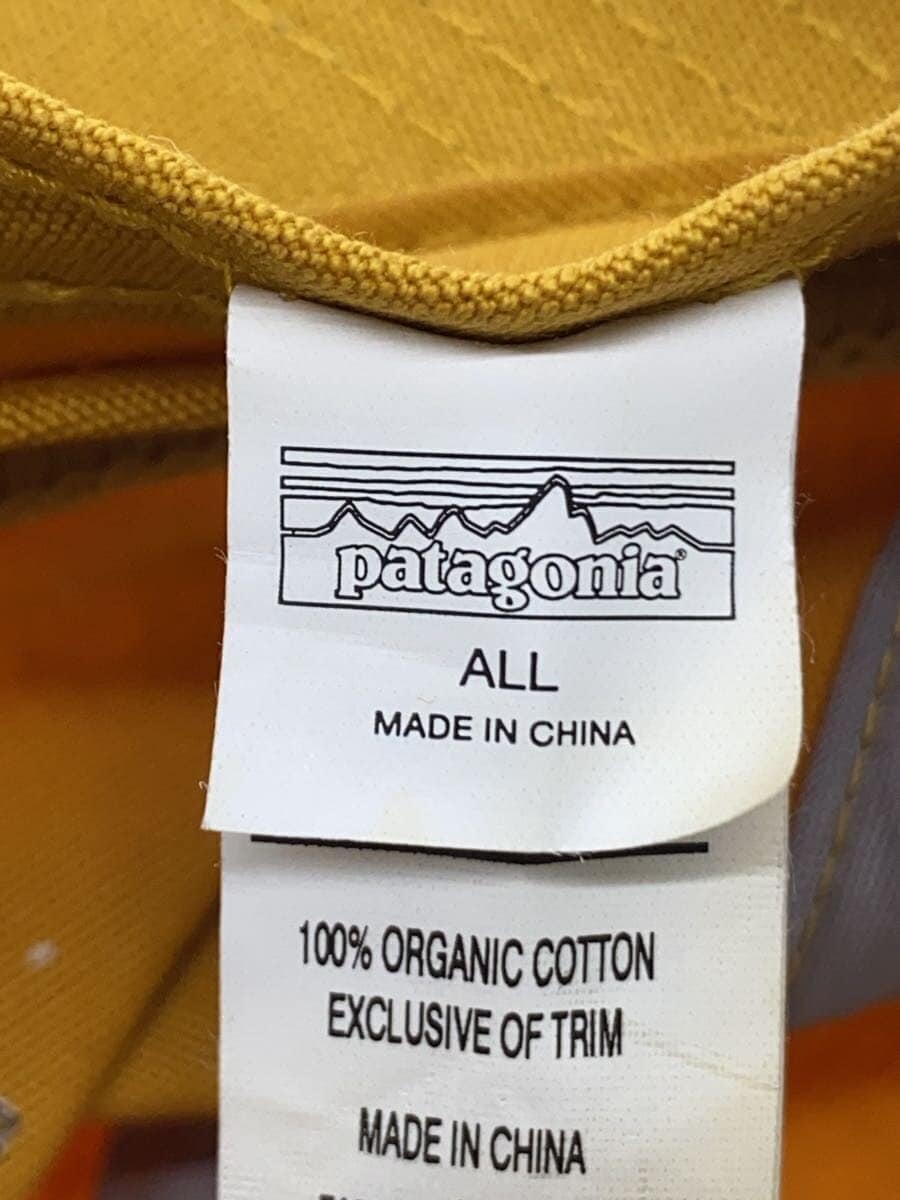 patagonia®
ALL
MADE IN CHINA
100% ORGANIC COTTON
EXCLUSIVE OF TRIM
MADE IN CHINA